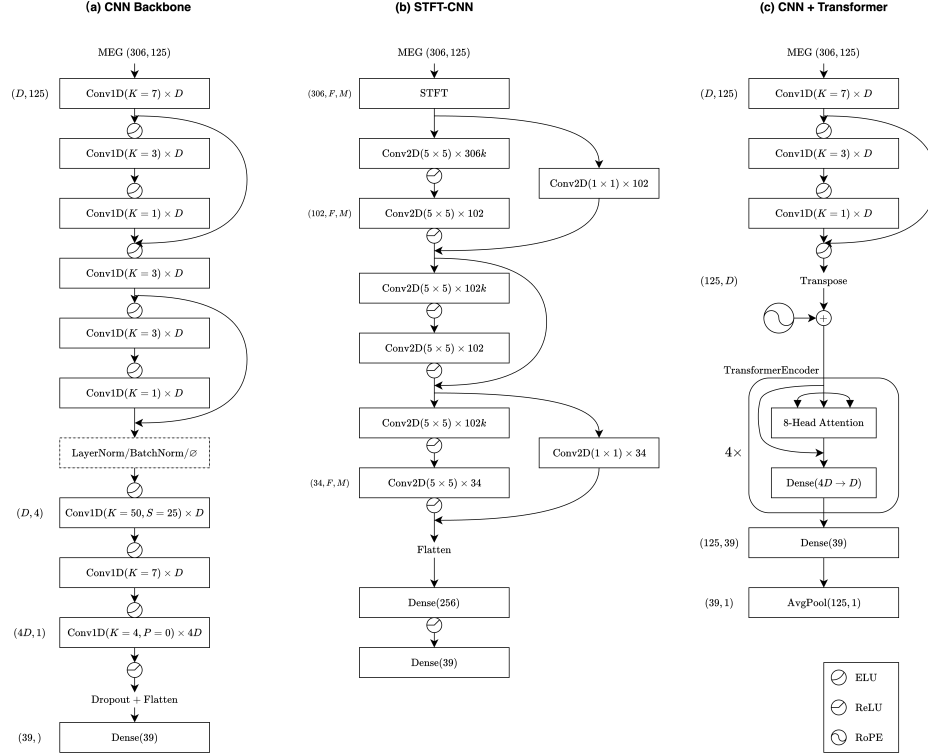 (a) CNN Backbone
MEG (306, 125)
(D, 125)
Conv1D(K = 7) × D
Conv1D(K = 3) × D
Conv1D(K = 1) × D
Conv1D(K = 3) × D
Conv1D(K = 3) × D
Conv1D(K = 1) × D
LayerNorm/BatchNorm/∅
(D, 4)
Conv1D(K = 50, S = 25) × D
Conv1D(K = 7) × D
(4D, 1)
Conv1D(K = 4, P = 0) × 4D
Dropout + Flatten
(39, )
Dense(39)
(b) STFT-CNN
MEG (306, 125)
(306, F, M)
STFT
Conv2D(5 × 5) × 306k
Conv2D(1 × 1) × 102
(102, F, M)
Conv2D(5 × 5) × 102
Conv2D(5 × 5) × 102k
Conv2D(5 × 5) × 102
Conv2D(5 × 5) × 102k
Conv2D(1 × 1) × 34
(34, F, M)
Conv2D(5 × 5) × 34
Flatten
Dense(256)
Dense(39)
(c) CNN + Transformer
MEG (306, 125)
(D, 125)
Conv1D(K = 7) × D
Conv1D(K = 3) × D
Conv1D(K = 1) × D
(125, D)
Transpose
TransformerEncoder
8-Head Attention
4×
Dense(4D → D)
(125, 39)
Dense(39)
(39, 1)
AvgPool(125, 1)
ELU
ReLU
RoPE